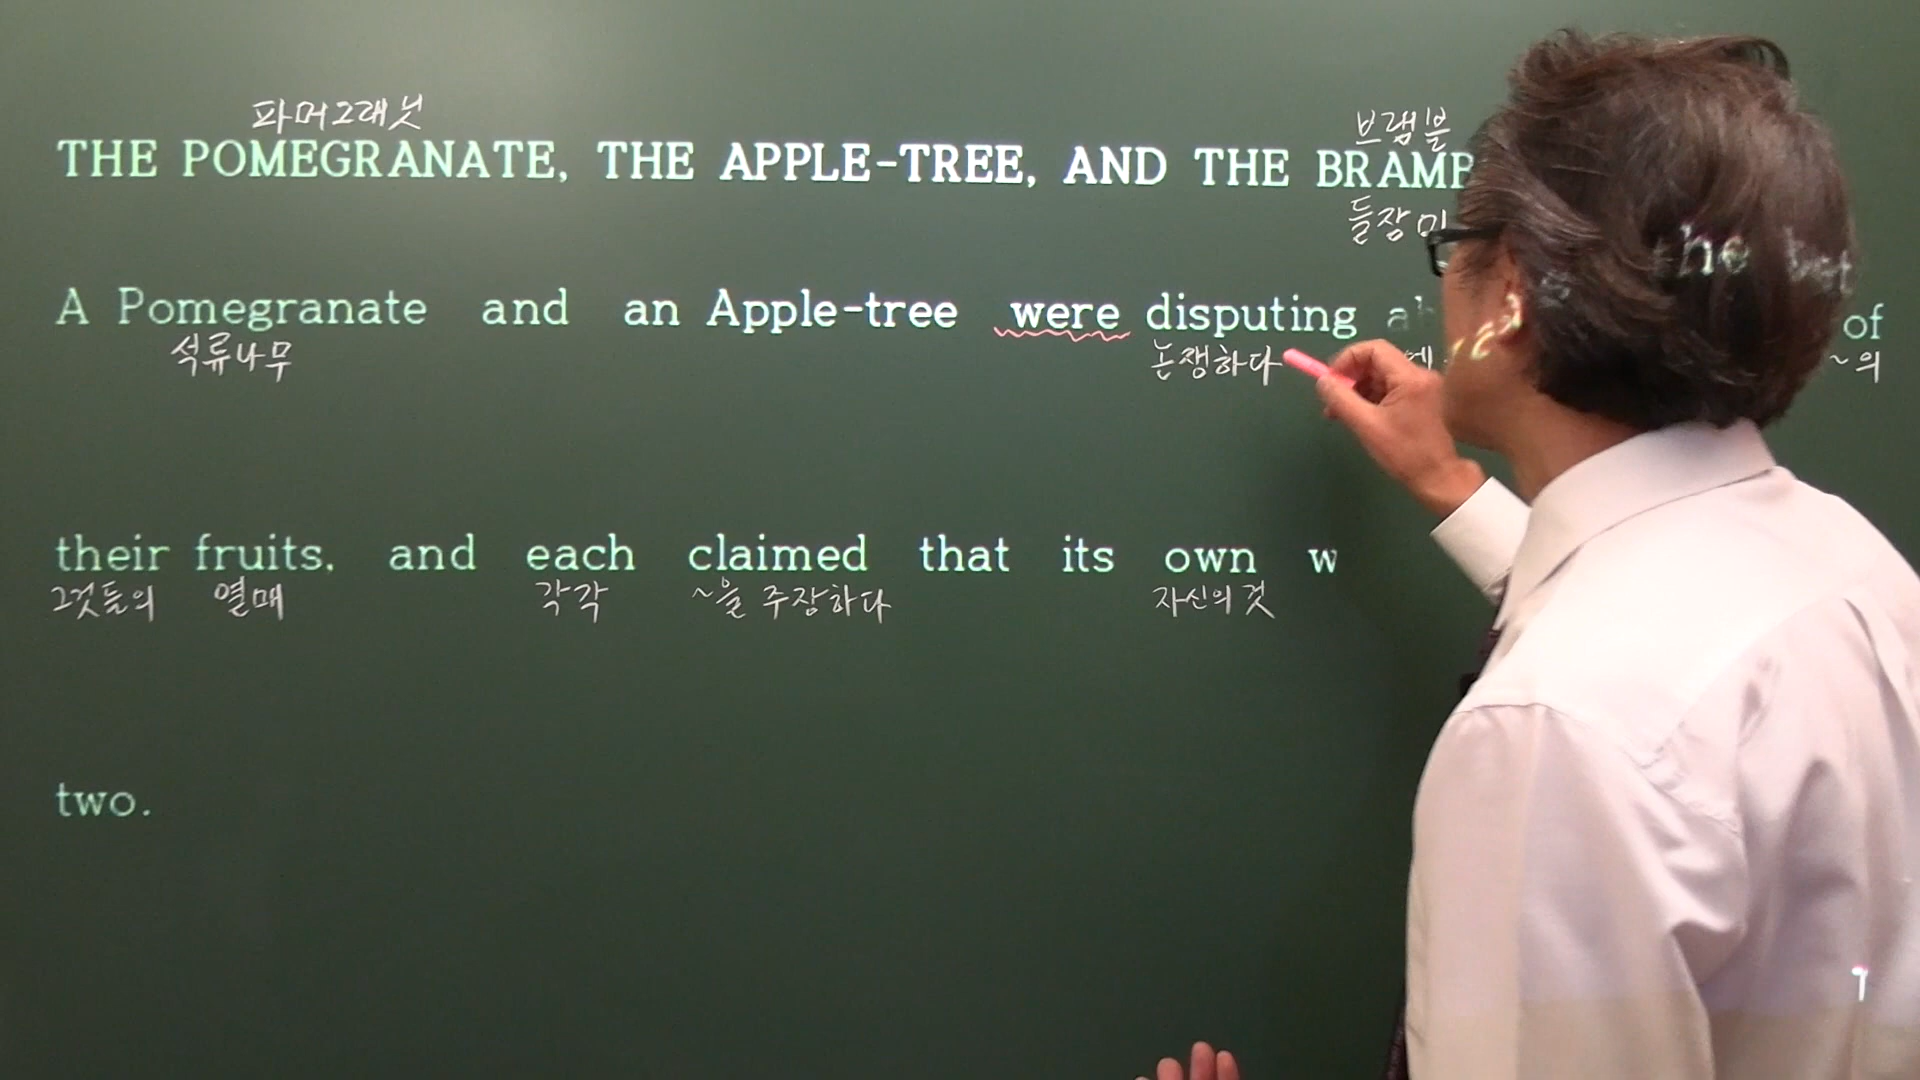 파머그래닛 브램블
THE POMEGRANATE, THE APPLE-TREE, AND THE BRAMB
들장미
A Pomegranate and an Apple-tree were disputing ab the of
석류나무 논쟁하다 ~의
their fruits, and each claimed that its own w
그것들의 열매 각각 ~을 주장하다 자신의 것
two.